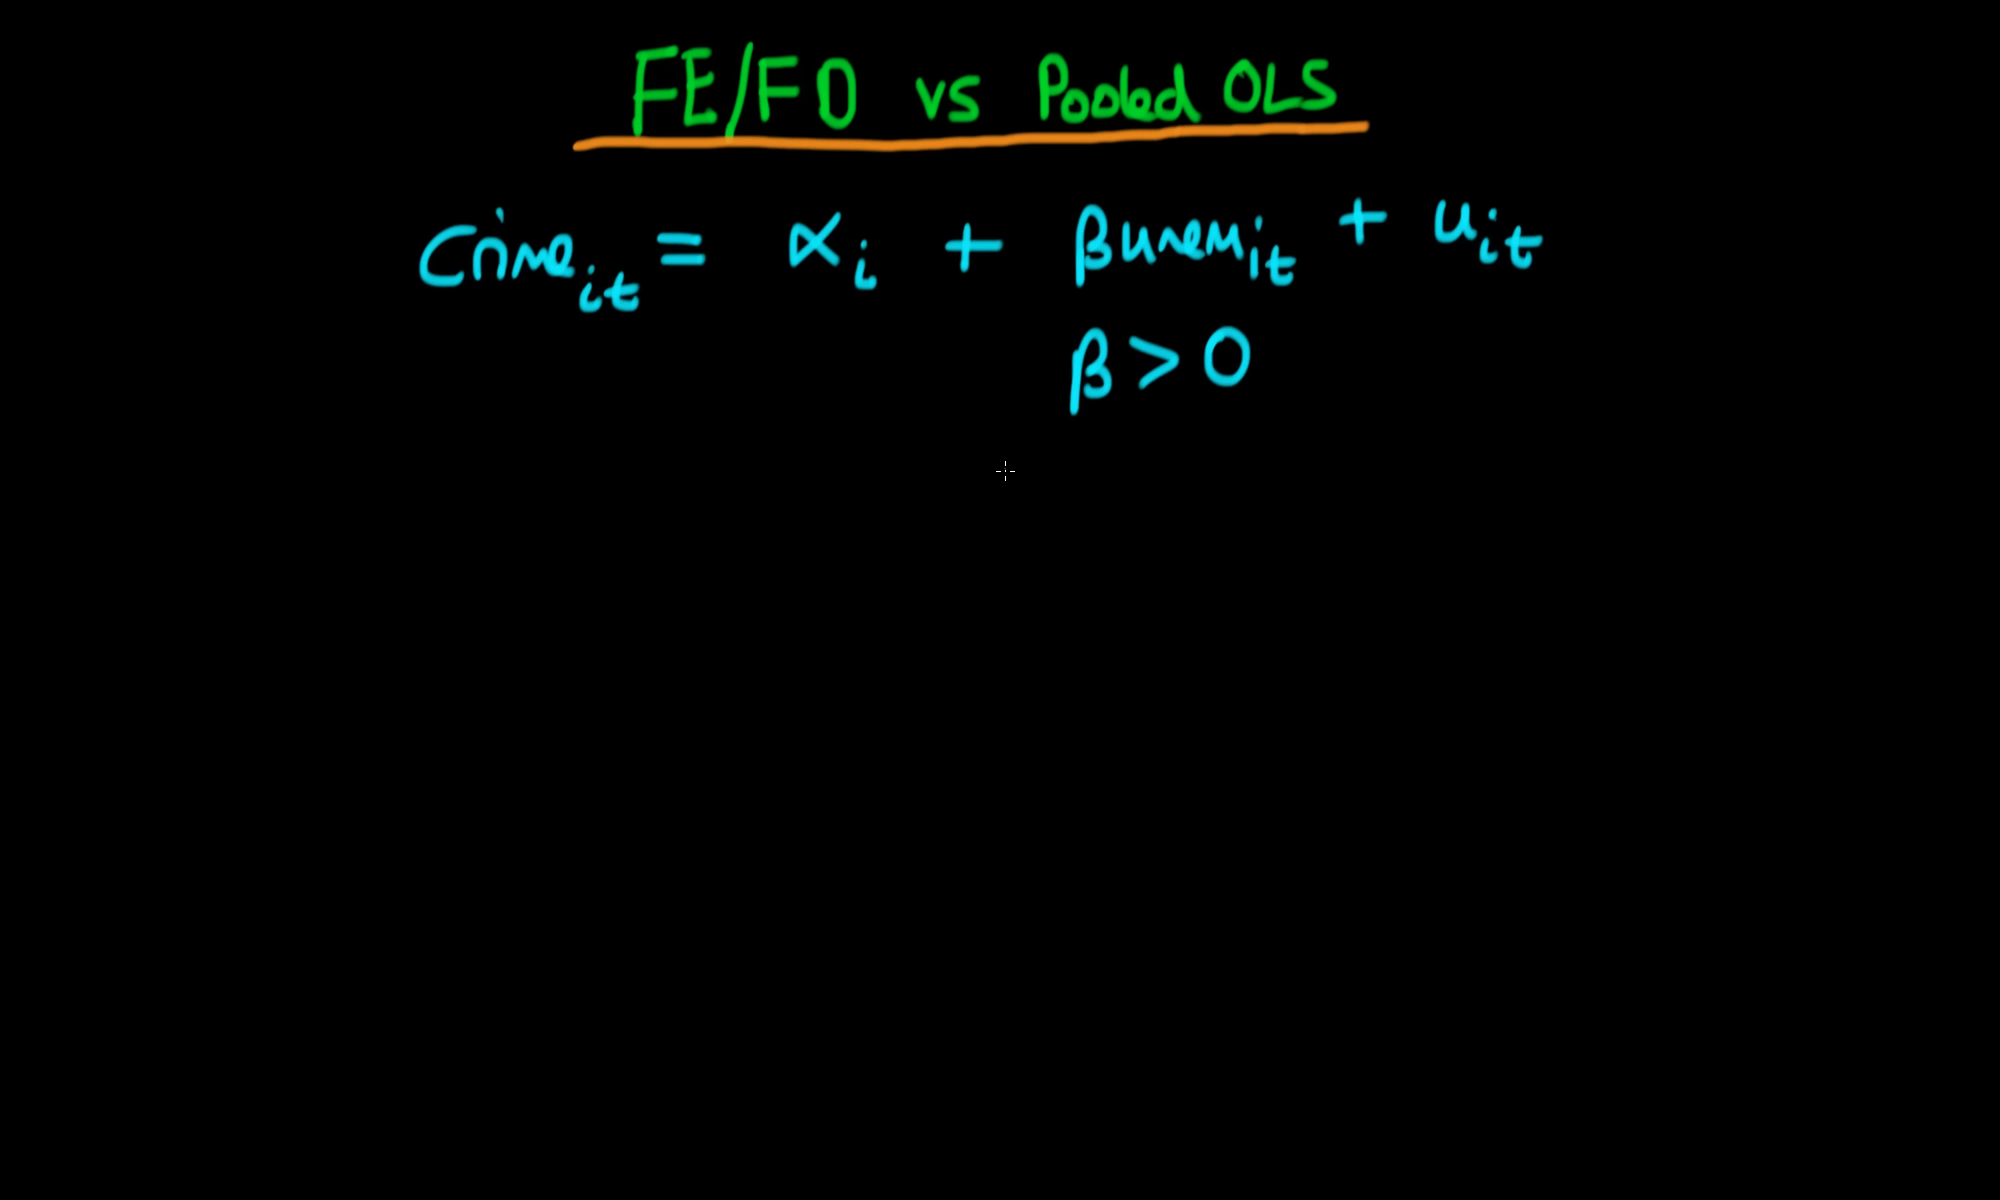 FE/FD vs Pooled OLS
Crime_it = α_i + βunem_it + u_it
β > 0